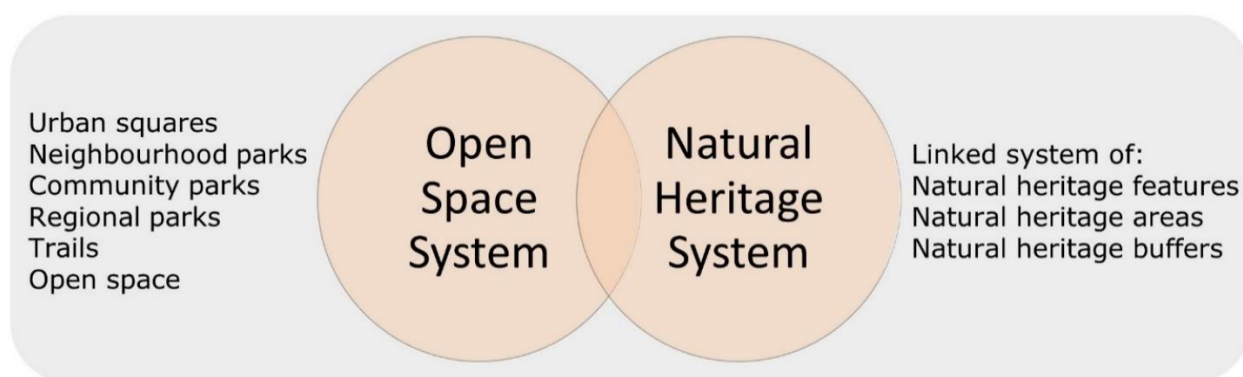 Urban squares
Neighbourhood parks
Community parks
Regional parks
Trails
Open space
Open
Space
System
Natural
Heritage
System
Linked system of:
Natural heritage features
Natural heritage areas
Natural heritage buffers